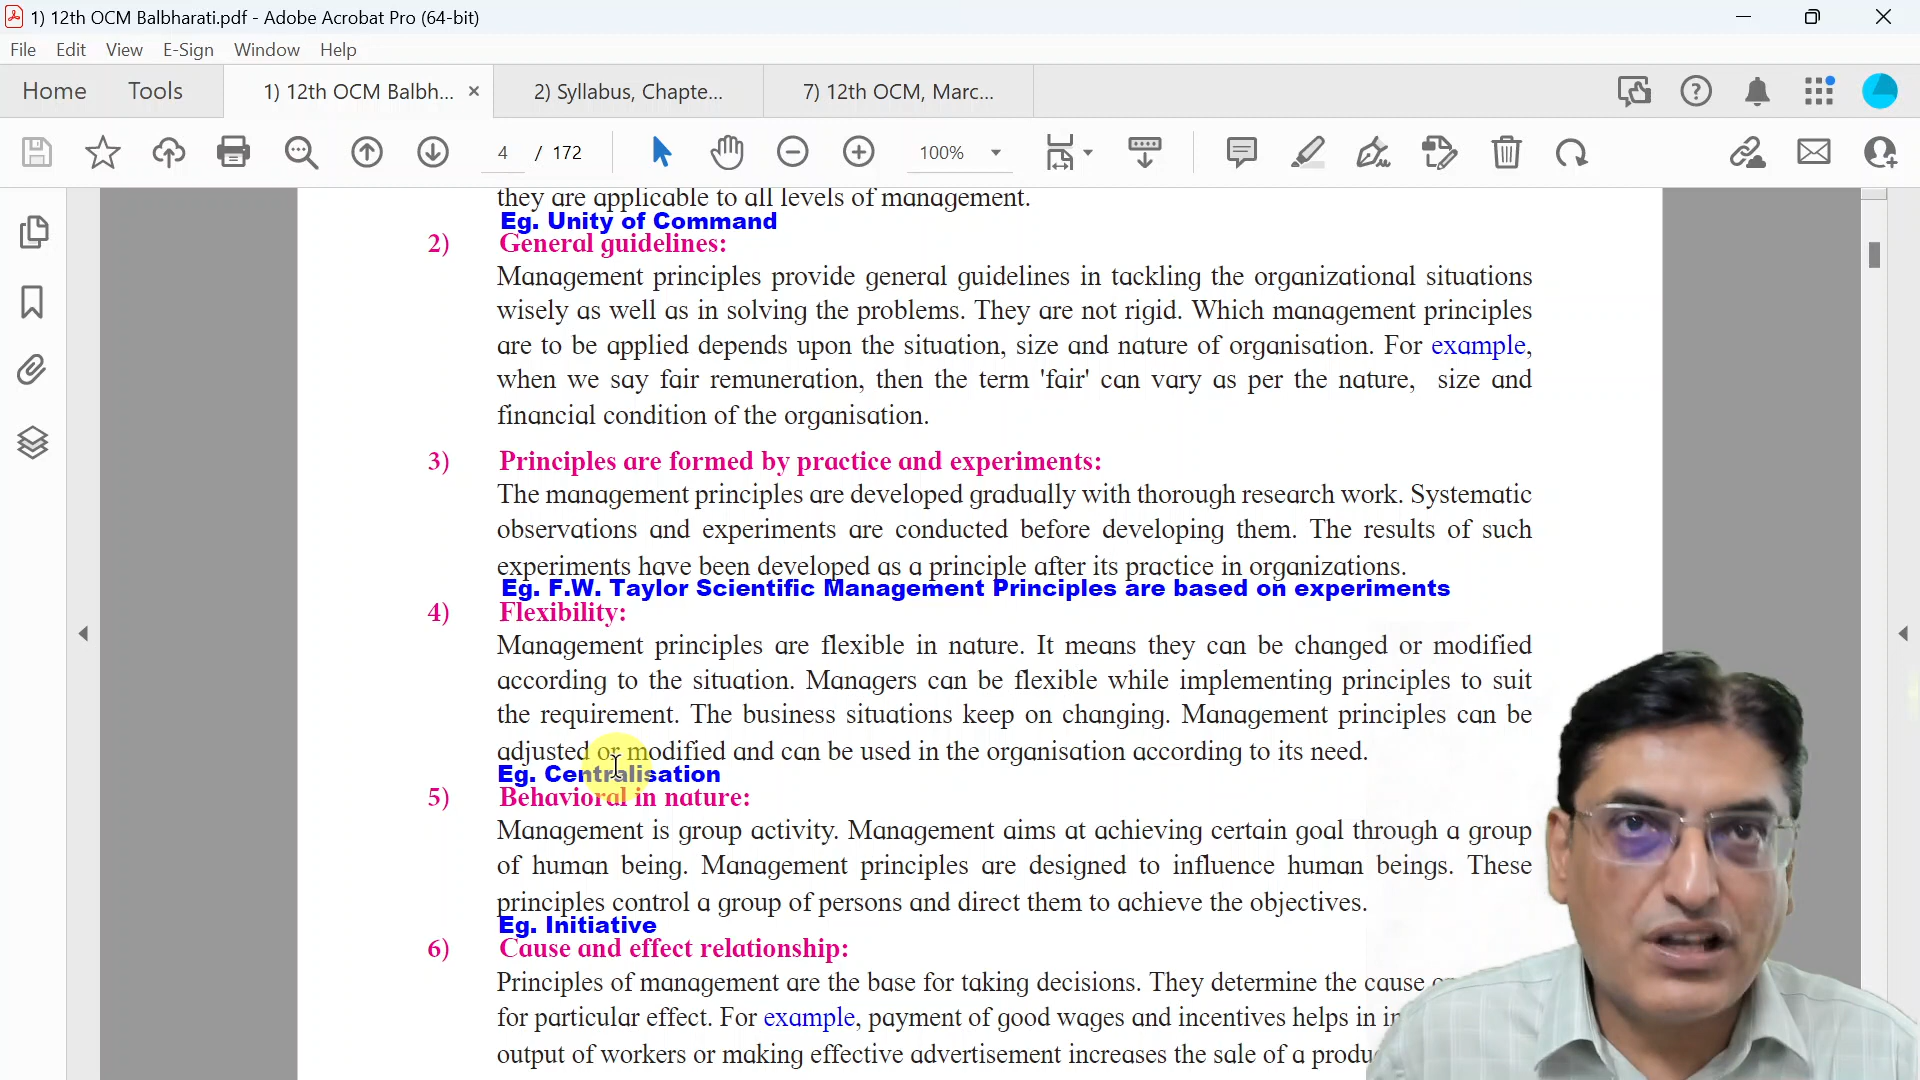 1) 12th OCM Balbharati.pdf - Adobe Acrobat Pro (64-bit)
File Edit View E-Sign Window Help
Home Tools 1) 12th OCM Balbh... × 2) Syllabus, Chapte... 7) 12th OCM, Marc...
4 / 172 100%
they are applicable to all levels of management.
Eg. Unity of Command
2) General guidelines:
Management principles provide general guidelines in tackling the organizational situations
wisely as well as in solving the problems. They are not rigid. Which management principles
are to be applied depends upon the situation, size and nature of organisation. For example,
when we say fair remuneration, then the term 'fair' can vary as per the nature, size and
financial condition of the organisation.
3) Principles are formed by practice and experiments:
The management principles are developed gradually with thorough research work. Systematic
observations and experiments are conducted before developing them. The results of such
experiments have been developed as a principle after its practice in organizations.
Eg. F.W. Taylor Scientific Management Principles are based on experiments
4) Flexibility:
Management principles are flexible in nature. It means they can be changed or modified
according to the situation. Managers can be flexible while implementing principles to suit
the requirement. The business situations keep on changing. Management principles can be
adjusted or modified and can be used in the organisation according to its need.
Eg. Centralisation
5) Behavioral in nature:
Management is group activity. Management aims at achieving certain goal through a group
of human being. Management principles are designed to influence human beings. These
principles control a group of persons and direct them to achieve the objectives.
Eg. Initiative
6) Cause and effect relationship:
Principles of management are the base for taking decisions. They determine the cause
for particular effect. For example, payment of good wages and incentives helps in
output of workers or making effective advertisement increases the sale of a